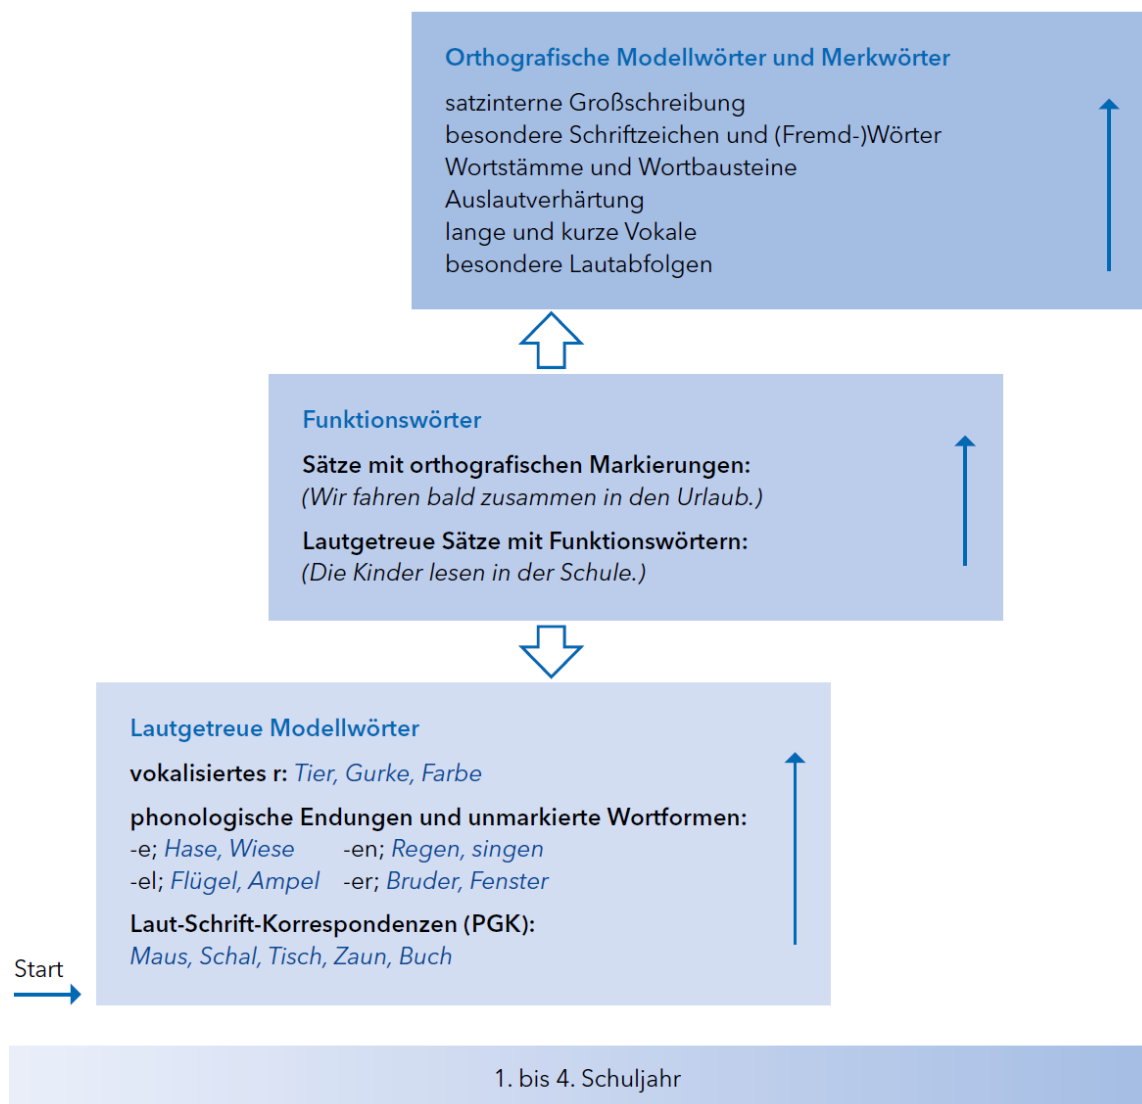 Orthografische Modellwörter und Merkwörter
satzinterne Großschreibung
besondere Schriftzeichen und (Fremd-)Wörter
Wortstämme und Wortbausteine
Auslautverhärtung
lange und kurze Vokale
besondere Lautabfolgen
Funktionswörter
Sätze mit orthografischen Markierungen:
(Wir fahren bald zusammen in den Urlaub.)
Lautgetreue Sätze mit Funktionswörtern:
(Die Kinder lesen in der Schule.)
Lautgetreue Modellwörter
vokalisiertes r: Tier, Gurke, Farbe
phonologische Endungen und unmarkierte Wortformen:
-e; Hase, Wiese -en; Regen, singen
-el; Flügel, Ampel -er; Bruder, Fenster
Laut-Schrift-Korrespondenzen (PGK):
Maus, Schal, Tisch, Zaun, Buch
Start
1. bis 4. Schuljahr